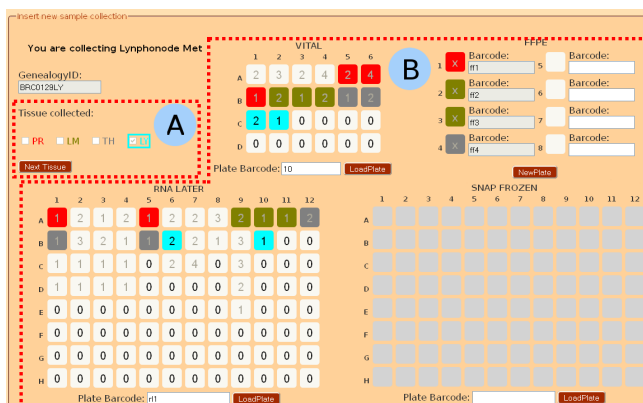 Insert new sample collection
You are collecting Lynphonode Met
GenealogyID:
BRC0129LY
Tissue collected:
A
PR LM TH LY
Next Tissue
VITAL
1 2 3 4 5 6
A 2 3 2 4 2 4
B 1 2 1 2 1 2
C 2 1 0 0 0 0
D 0 0 0 0 0 0
Plate Barcode: 10 LoadPlate
B
FFPE
Barcode: Barcode:
1 x ff1 5
2 x ff2 6
3 x ff3 7
4 x ff4 8
NewPlate
RNA LATER
1 2 3 4 5 6 7 8 9 10 11 12
A 1 2 1 2 1 2 2 3 2 1 1 2
B 1 3 2 1 1 2 2 1 3 1 0 0
C 1 1 1 1 0 2 4 0 3 0 0 0
D 1 1 1 1 0 0 0 0 2 0 0 0
E 0 0 0 0 0 0 0 0 1 0 0 0
F 0 0 0 0 0 0 0 0 0 0 0 0
G 0 0 0 0 0 0 0 0 0 0 0 0
H 0 0 0 0 0 0 0 0 0 0 0 0
Plate Barcode: rl1 LoadPlate
SNAP FROZEN
1 2 3 4 5 6 7 8 9 10 11 12
A
B
C
D
E
F
G
H
Plate Barcode: LoadPlate